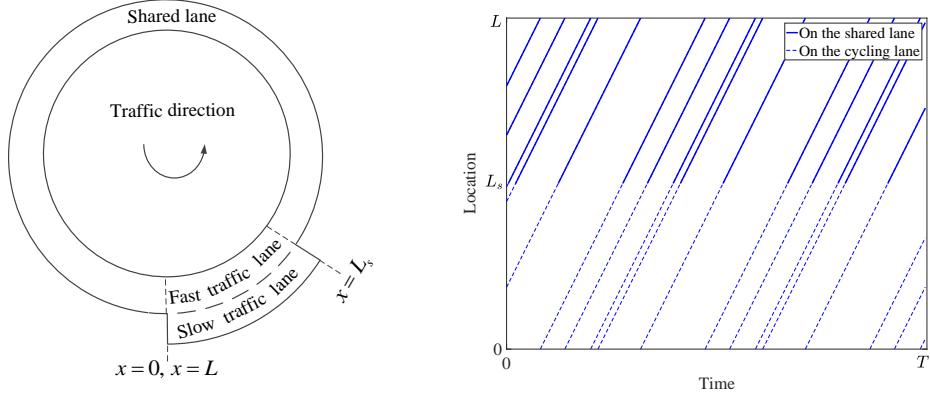 Shared lane
Traffic direction
Fast traffic lane
Slow traffic lane
x = L_s
x = 0, x = L
L
L_s
0
Location
On the shared lane
On the cycling lane
0
T
Time